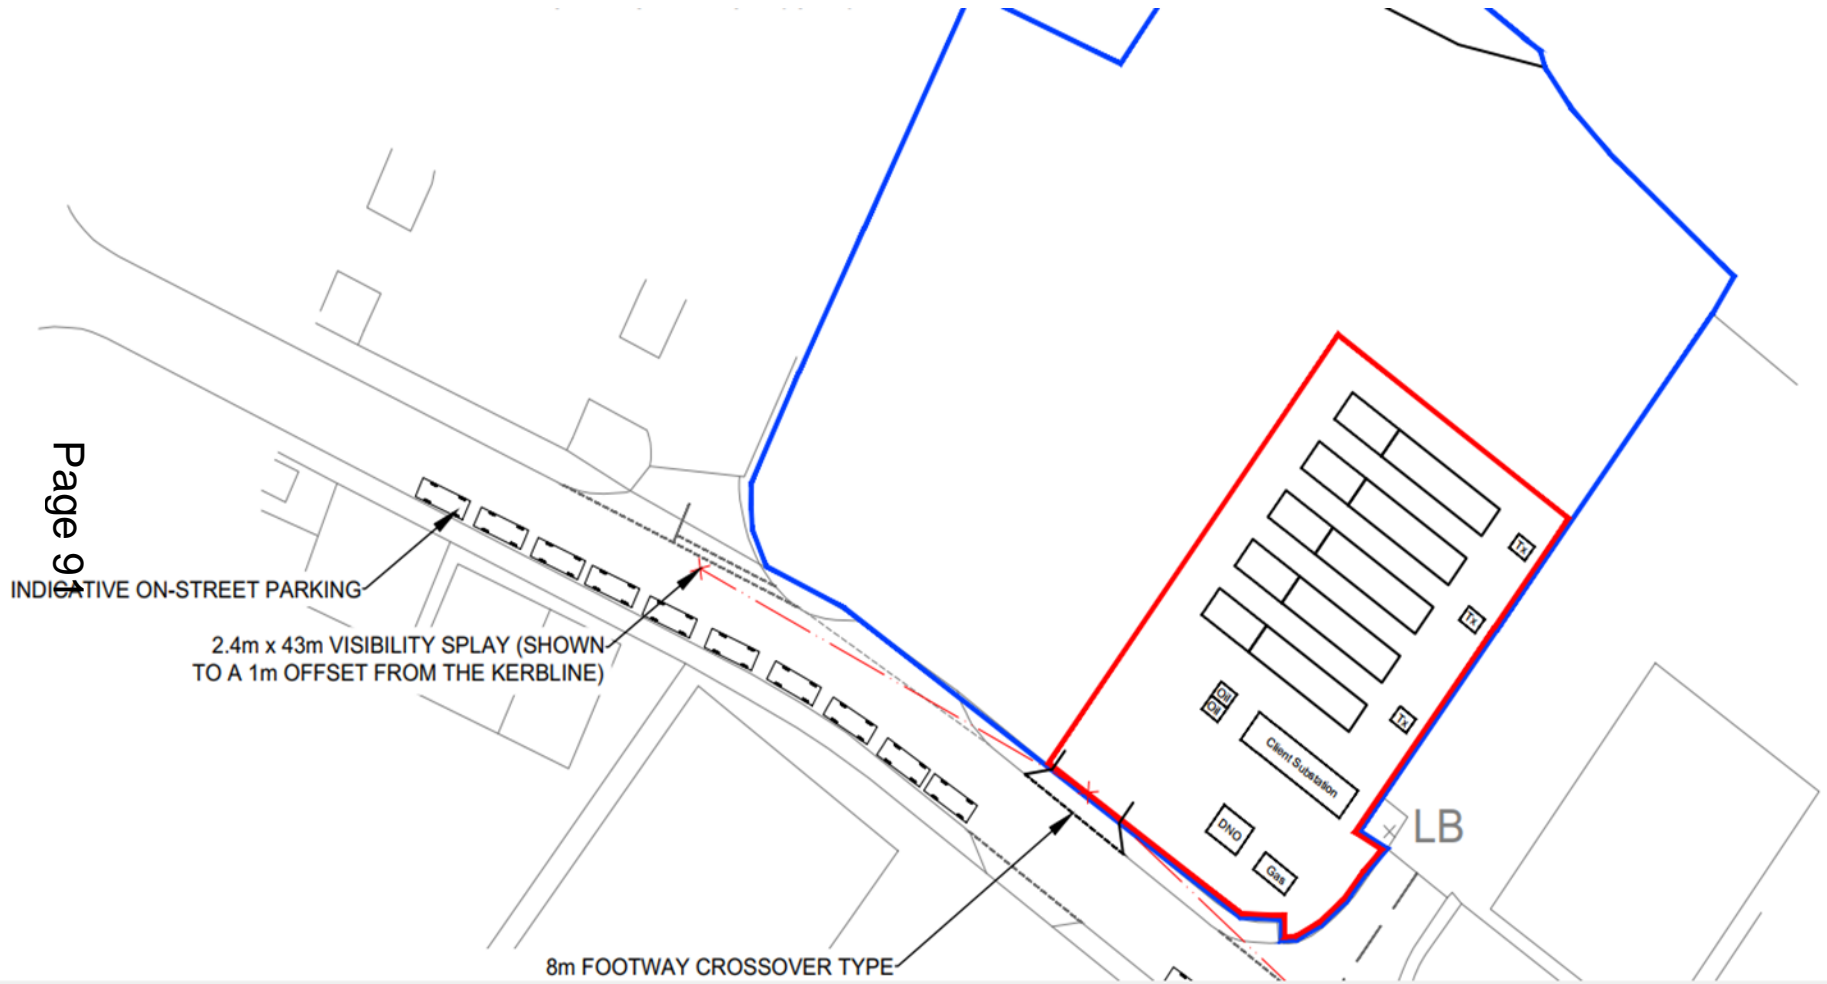 Page 91
INDICATIVE ON-STREET PARKING
2.4m x 43m VISIBILITY SPLAY (SHOWN
TO A 1m OFFSET FROM THE KERBLINE)
8m FOOTWAY CROSSOVER TYPE
Tx
Tx
Tx
Oil
Oil
Client Substation
DNO
Gas
LB